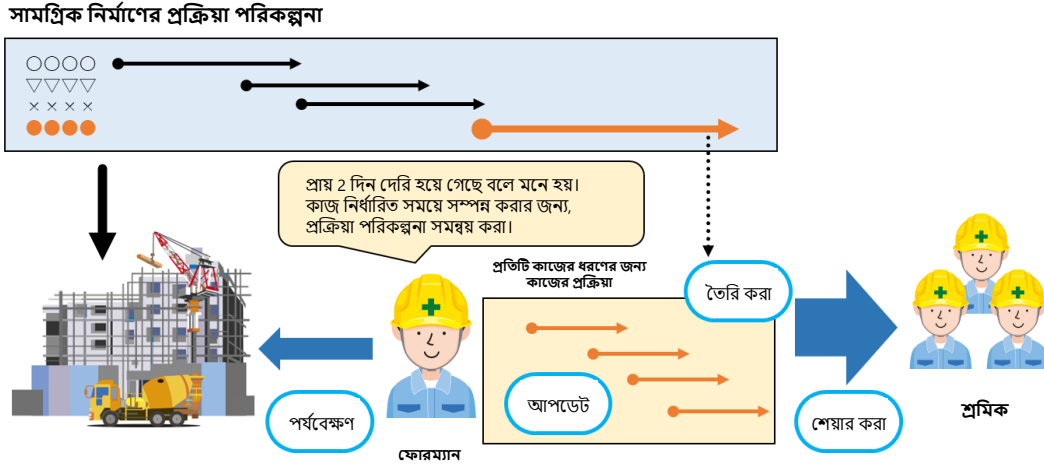 সামগ্রিক নির্মাণের প্রক্রিয়া পরিকল্পনা
প্রায় 2 দিন দেরি হয়ে গেছে বলে মনে হয়।
কাজ নির্ধারিত সময়ে সম্পন্ন করার জন্য,
প্রক্রিয়া পরিকল্পনা সমন্বয় করা।
প্রতিটি কাজের ধরণের জন্য
কাজের প্রক্রিয়া
তৈরি করা
আপডেট
পর্যবেক্ষণ
শেয়ার করা
শ্রমিক
ফোরম্যান